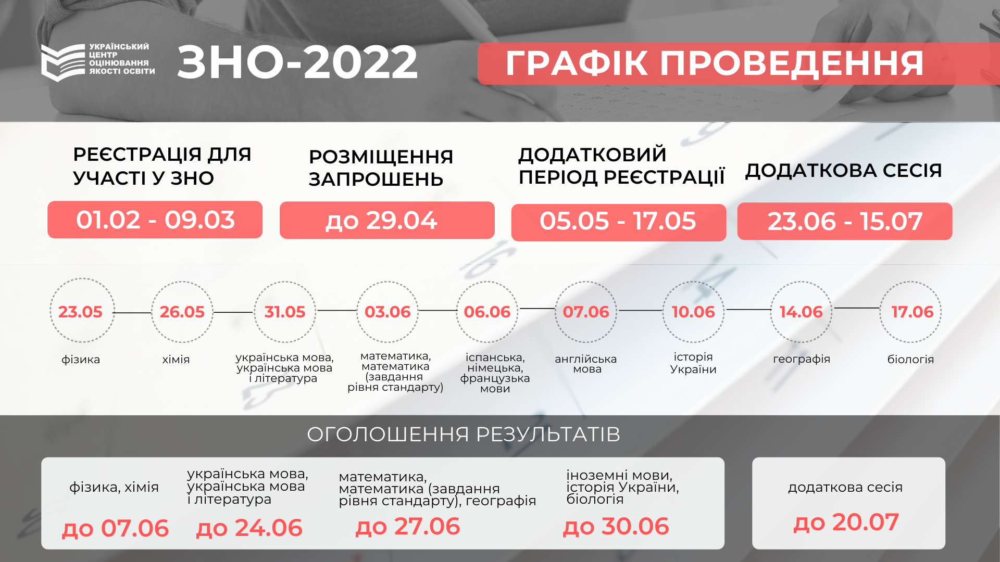 УКРАЇНСЬКИЙ
ЦЕНТР
ОЦІНЮВАННЯ
ЯКОСТІ ОСВІТИ
ЗНО-2022
ГРАФІК ПРОВЕДЕННЯ
РЕЄСТРАЦІЯ ДЛЯ
УЧАСТІ У ЗНО
01.02 - 09.03
РОЗМІЩЕННЯ
ЗАПРОШЕНЬ
до 29.04
ДОДАТКОВИЙ
ПЕРІОД РЕЄСТРАЦІЇ
05.05 - 17.05
ДОДАТКОВА СЕСІЯ
23.06 - 15.07
23.05
фізика
26.05
хімія
31.05
українська мова,
українська мова
і література
03.06
математика,
математика
(завдання
рівня стандарту)
06.06
іспанська,
німецька,
французька
мови
07.06
англійська
мова
10.06
історія
України
14.06
географія
17.06
біологія
ОГОЛОШЕННЯ РЕЗУЛЬТАТІВ
фізика, хімія
до 07.06
українська мова,
українська мова
і література
до 24.06
математика,
математика (завдання
рівня стандарту), географія
до 27.06
іноземні мови,
історія України,
біологія
до 30.06
додаткова сесія
до 20.07